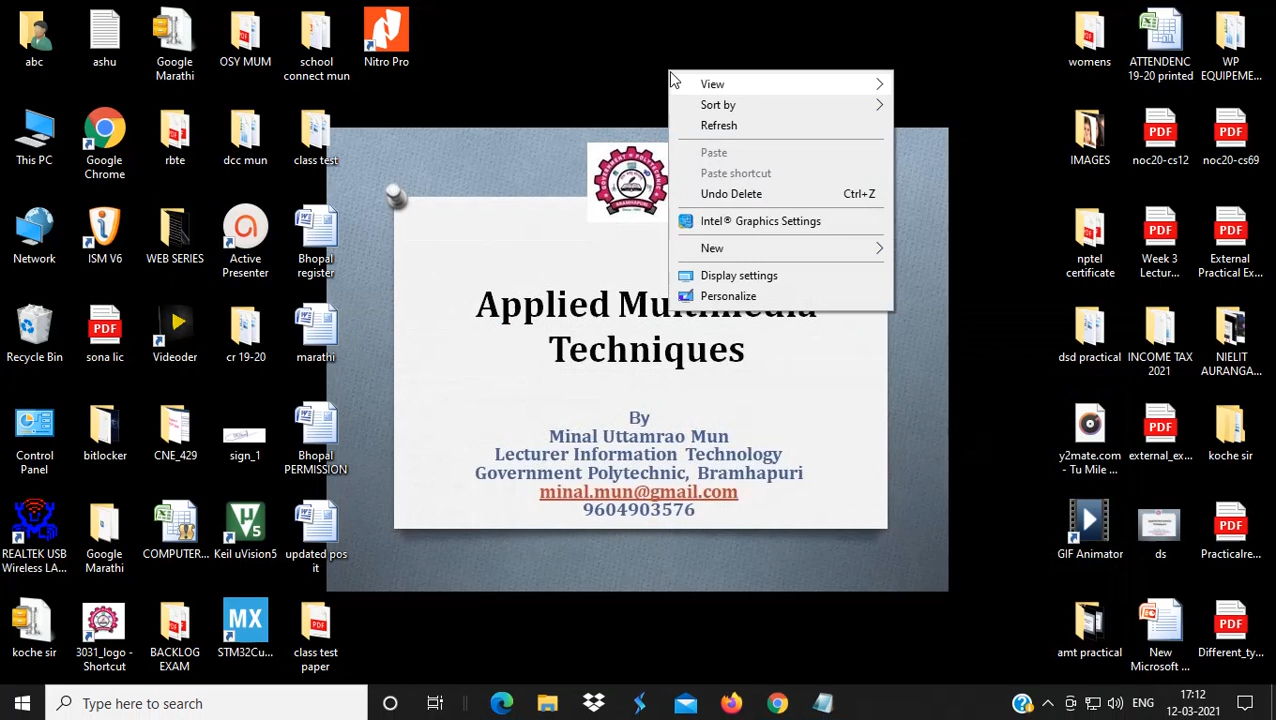 abc
ashu
Google
Marathi
OSY MUM
school
connect mun
Nitro Pro
This PC
Google
Chrome
rbte
dcc mun
class test
Network
ISM V6
WEB SERIES
Active
Presenter
Bhopal
register
Recycle Bin
sona lic
Videoder
cr 19-20
marathi
Control
Panel
bitlocker
CNE_429
sign_1
Bhopal
PERMISSION
REALTEK USB
Wireless LA...
Google
Marathi
COMPUTER...
Keil uVision5
updated pos
it
koche sir
3031_logo -
Shortcut
BACKLOG
EXAM
MX
STM32Cu...
class test
paper
View
Sort by
Refresh
Paste
Paste shortcut
Undo Delete Ctrl+Z
Intel® Graphics Settings
New
Display settings
Personalize
Applied Multimedia
Techniques
By
Minal Uttamrao Mun
Lecturer Information Technology
Government Polytechnic, Bramhapuri
minal.mun@gmail.com
9604903576
womens
ATTENDENC
19-20 printed
WP
EQUIPEME...
IMAGES
PDF
noc20-cs12
PDF
noc20-cs69
nptel
certificate
PDF
Week 3
Lectur...
PDF
External
Practical Ex...
dsd practical
INCOME TAX
2021
NIELIT
AURANGA...
y2mate.com
- Tu Mile ...
PDF
external_ex...
koche sir
GIF Animator
ds
PDF
Practicalre...
amt practical
New
Microsoft ...
PDF
Different_ty...
Type here to search
ENG
17:12
12-03-2021